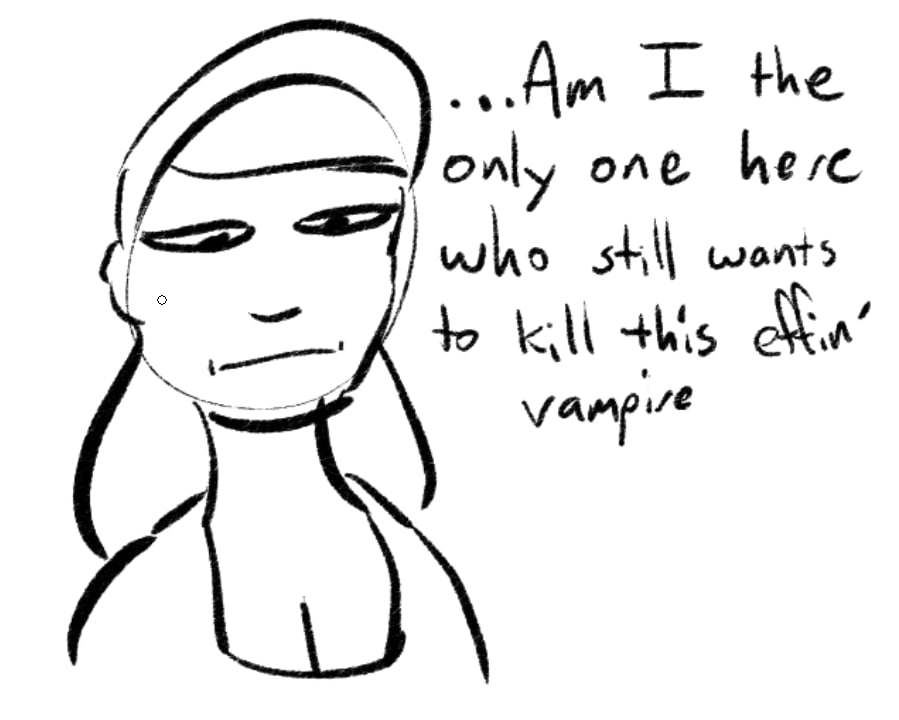 ...Am I the
only one here
who still wants
to kill this effin'
vampire